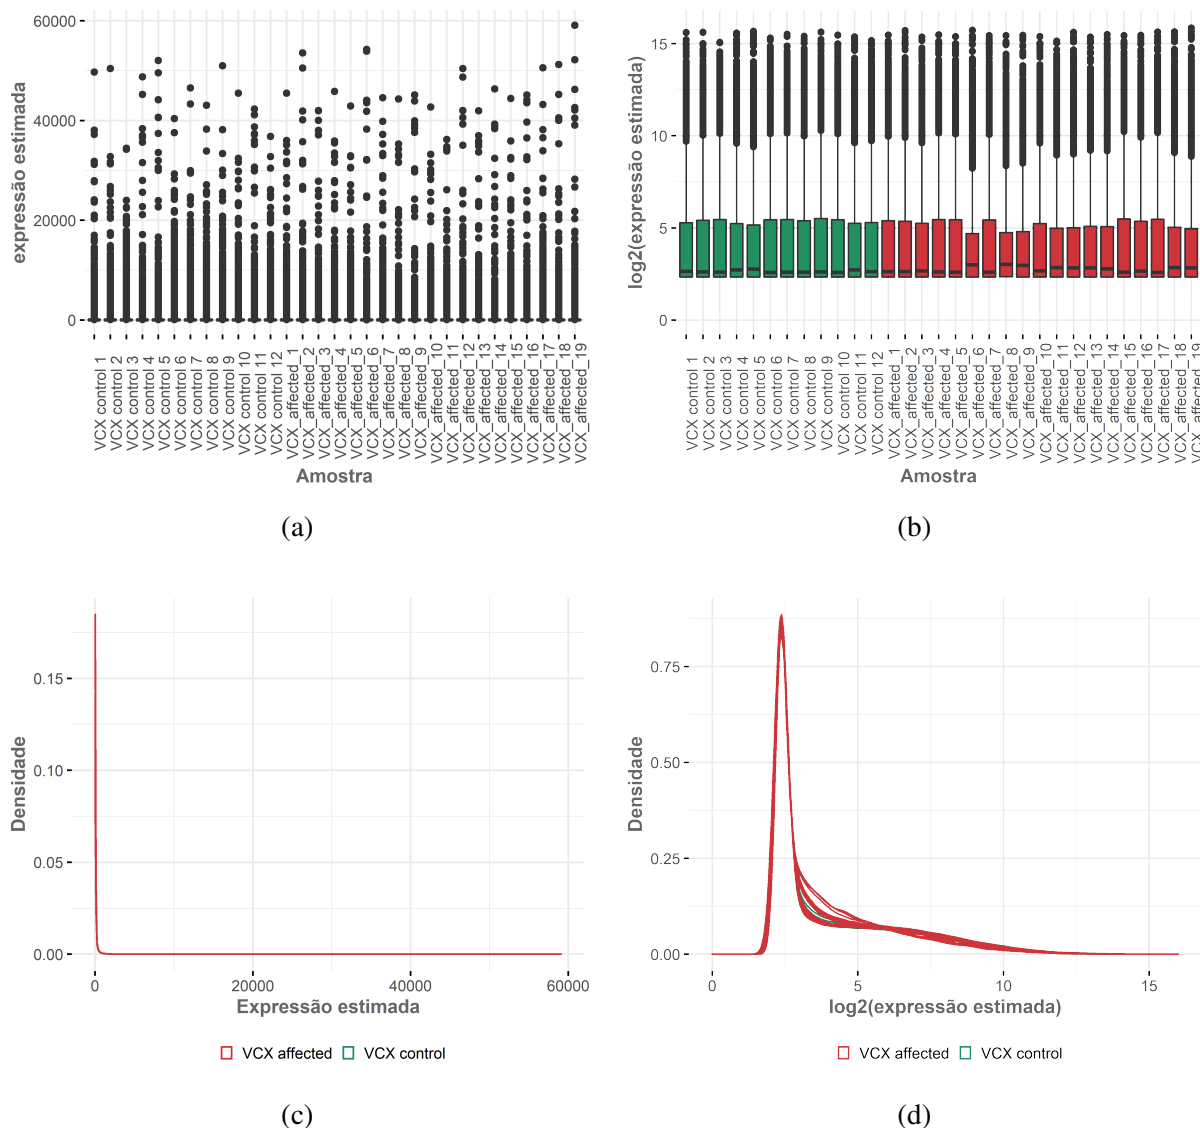 60000
40000
20000
0
expressão estimada
VCX control 1
VCX control 2
VCX control 3
VCX control 4
VCX control 5
VCX control 6
VCX control 7
VCX control 8
VCX control 9
VCX control 10
VCX control 11
VCX control 12
VCX_affected_1
VCX_affected_2
VCX_affected_3
VCX_affected_4
VCX_affected_5
VCX_affected_6
VCX_affected_7
VCX_affected_8
VCX_affected_9
VCX_affected_10
VCX_affected_11
VCX_affected_12
VCX_affected_13
VCX_affected_14
VCX_affected_15
VCX_affected_16
VCX_affected_17
VCX_affected_18
VCX_affected_19
Amostra
(a)
15
10
5
0
log2(expressão estimada)
VCX control 1
VCX control 2
VCX control 3
VCX control 4
VCX control 5
VCX control 6
VCX control 7
VCX control 8
VCX control 9
VCX control 10
VCX control 11
VCX control 12
VCX_affected_1
VCX_affected_2
VCX_affected_3
VCX_affected_4
VCX_affected_5
VCX_affected_6
VCX_affected_7
VCX_affected_8
VCX_affected_9
VCX_affected_10
VCX_affected_11
VCX_affected_12
VCX_affected_13
VCX_affected_14
VCX_affected_15
VCX_affected_16
VCX_affected_17
VCX_affected_18
VCX_affected_19
Amostra
(b)
0.15
0.10
0.05
0.00
Densidade
0 20000 40000 60000
Expressão estimada
VCX affected VCX control
(c)
0.75
0.50
0.25
0.00
Densidade
0 5 10 15
log2(expressão estimada)
VCX affected VCX control
(d)